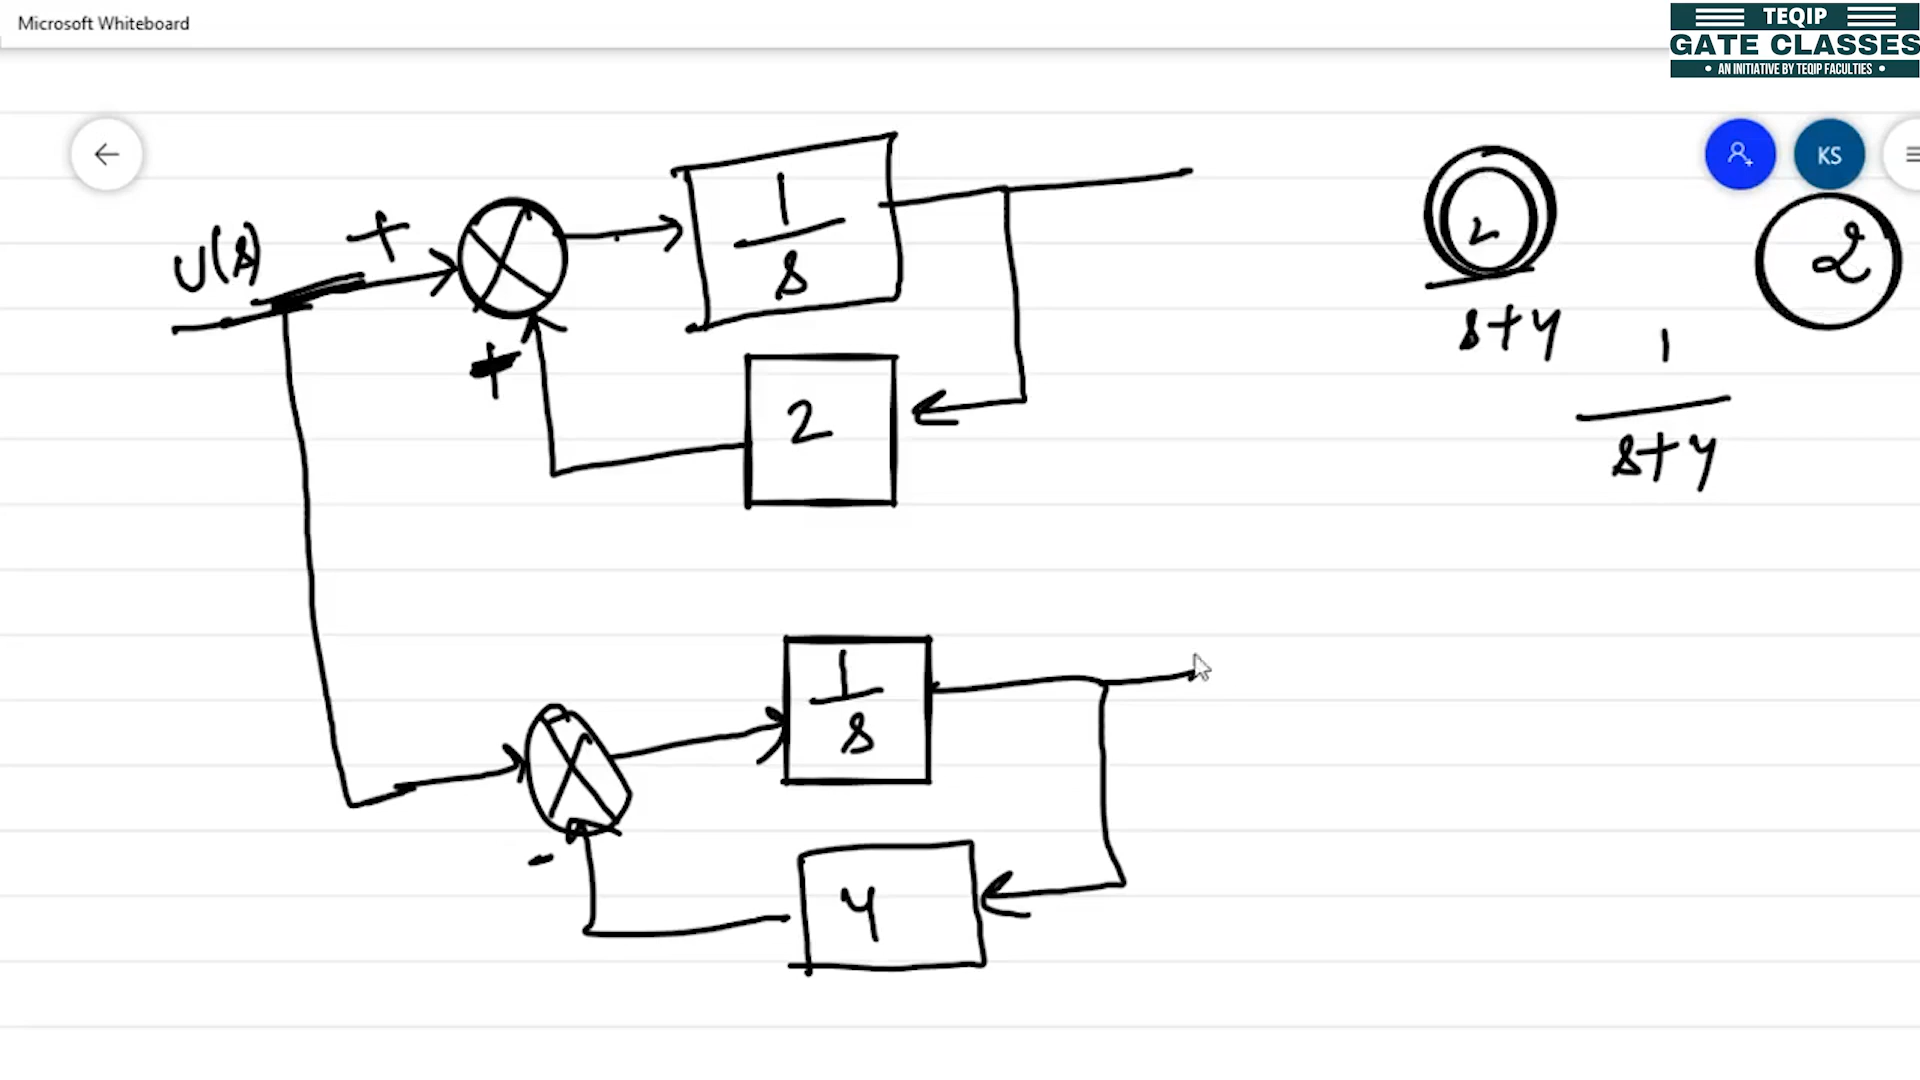 Microsoft Whiteboard
TEQIP
GATE CLASSES
• AN INITIATIVE BY TEQIP FACULTIES •
KS
U(s)
+
1
s
+
2
2
s+4
2
1
s+4
1
s
-
4